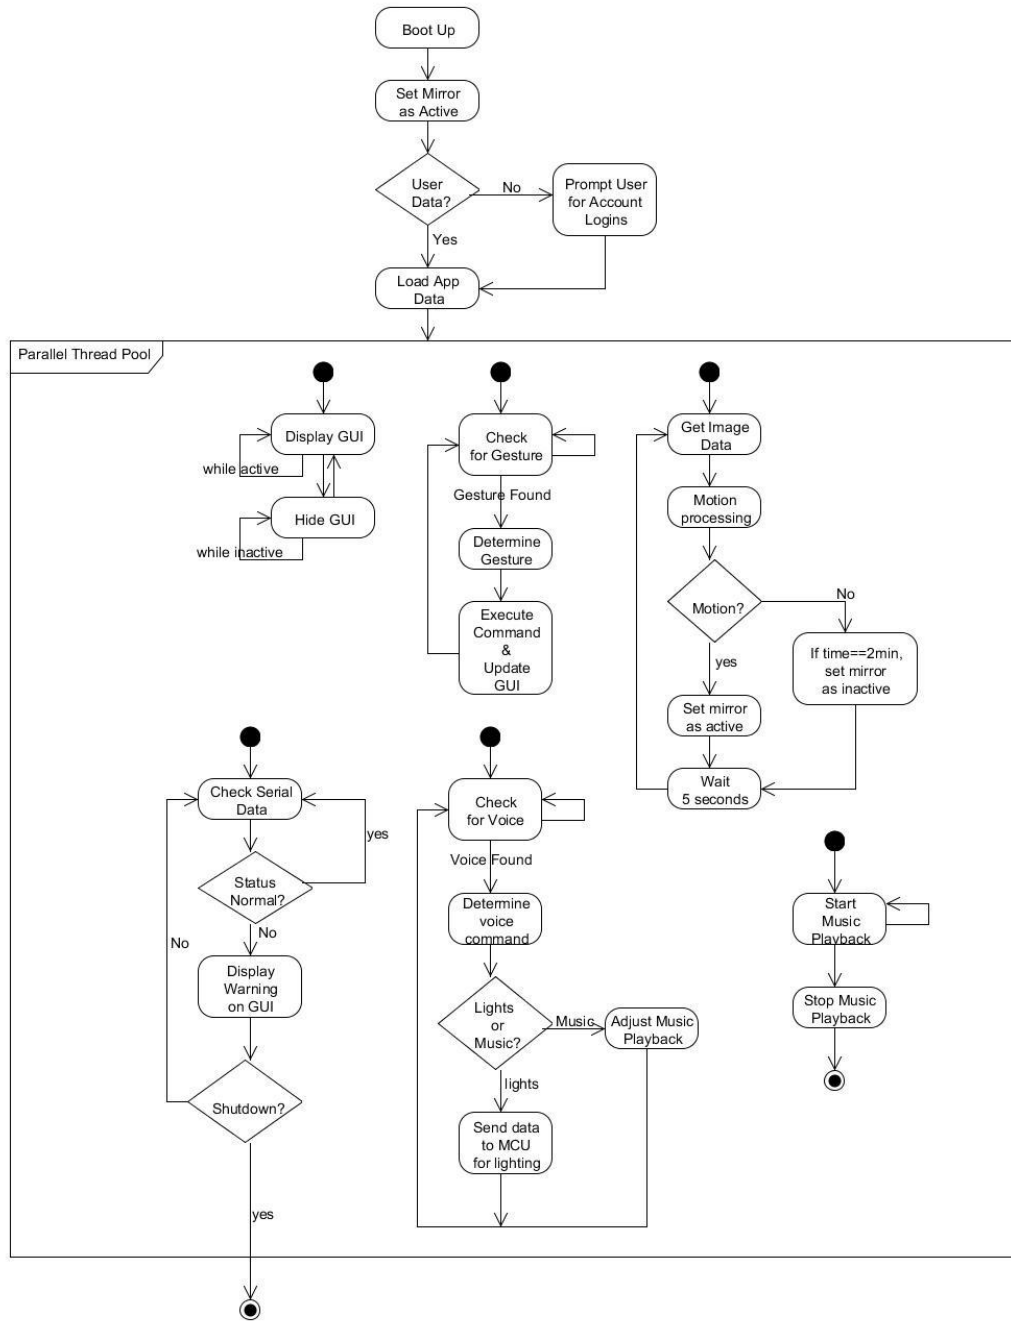 Boot Up
Set Mirror
as Active
User
Data?
No
Prompt User
for Account
Logins
Yes
Load App
Data
Parallel Thread Pool
Display GUI
while active
Hide GUI
while inactive
Check
for Gesture
Gesture Found
Determine
Gesture
Execute
Command
&
Update
GUI
Get Image
Data
Motion
processing
Motion?
No
If time==2min,
set mirror
as inactive
yes
Set mirror
as active
Wait
5 seconds
Check Serial
Data
yes
Status
Normal?
No
No
Display
Warning
on GUI
Shutdown?
yes
Check
for Voice
Voice Found
Determine
voice
command
Lights
or
Music?
Music
Adjust Music
Playback
lights
Send data
to MCU
for lighting
Start
Music
Playback
Stop Music
Playback